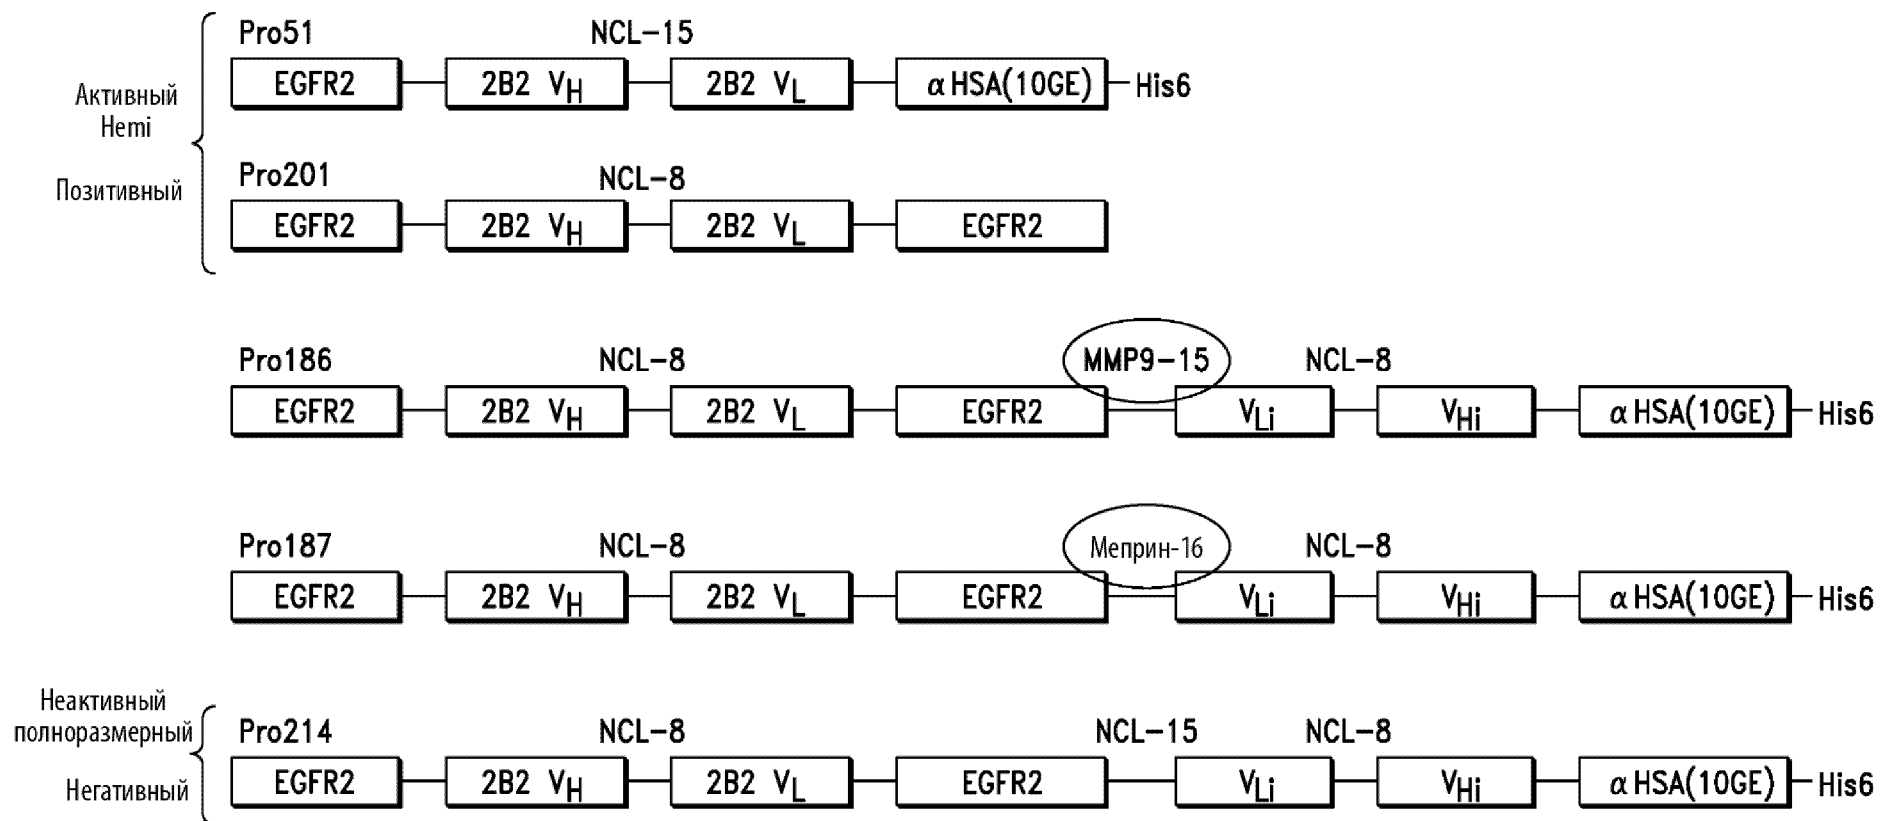 Pro51 NCL-15
Активный
Hemi
EGFR2 2B2 VH 2B2 VL αHSA(10GE) His6
Позитивный
Pro201 NCL-8
EGFR2 2B2 VH 2B2 VL EGFR2
Pro186 NCL-8 MMP9-15 NCL-8
EGFR2 2B2 VH 2B2 VL EGFR2 VLi VHi αHSA(10GE) His6
Pro187 NCL-8 Меприн-16 NCL-8
EGFR2 2B2 VH 2B2 VL EGFR2 VLi VHi αHSA(10GE) His6
Неактивный
полноразмерный
Негативный
Pro214 NCL-8 NCL-15 NCL-8
EGFR2 2B2 VH 2B2 VL EGFR2 VLi VHi αHSA(10GE) His6